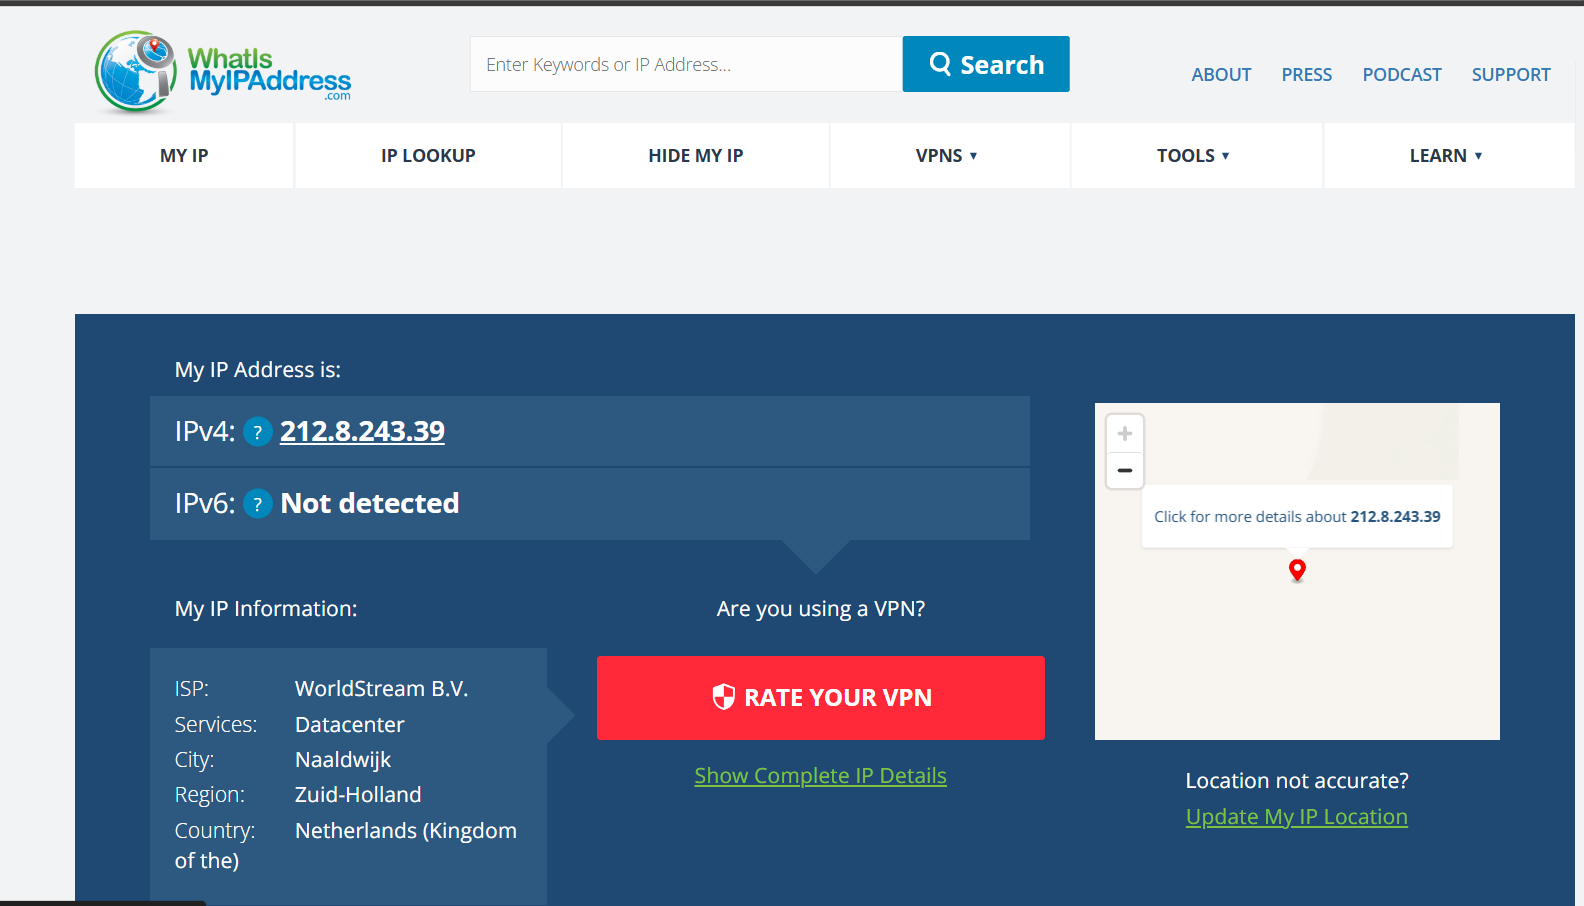 WhatIs
MyIPAddress
.com
Enter Keywords or IP Address...
Search
ABOUT
PRESS
PODCAST
SUPPORT
MY IP
IP LOOKUP
HIDE MY IP
VPNS ▾
TOOLS ▾
LEARN ▾
My IP Address is:
IPv4: ? 212.8.243.39
IPv6: ? Not detected
My IP Information:
ISP: WorldStream B.V.
Services: Datacenter
City: Naaldwijk
Region: Zuid-Holland
Country: Netherlands (Kingdom
of the)
Are you using a VPN?
RATE YOUR VPN
Show Complete IP Details
+
−
Click for more details about 212.8.243.39
Location not accurate?
Update My IP Location